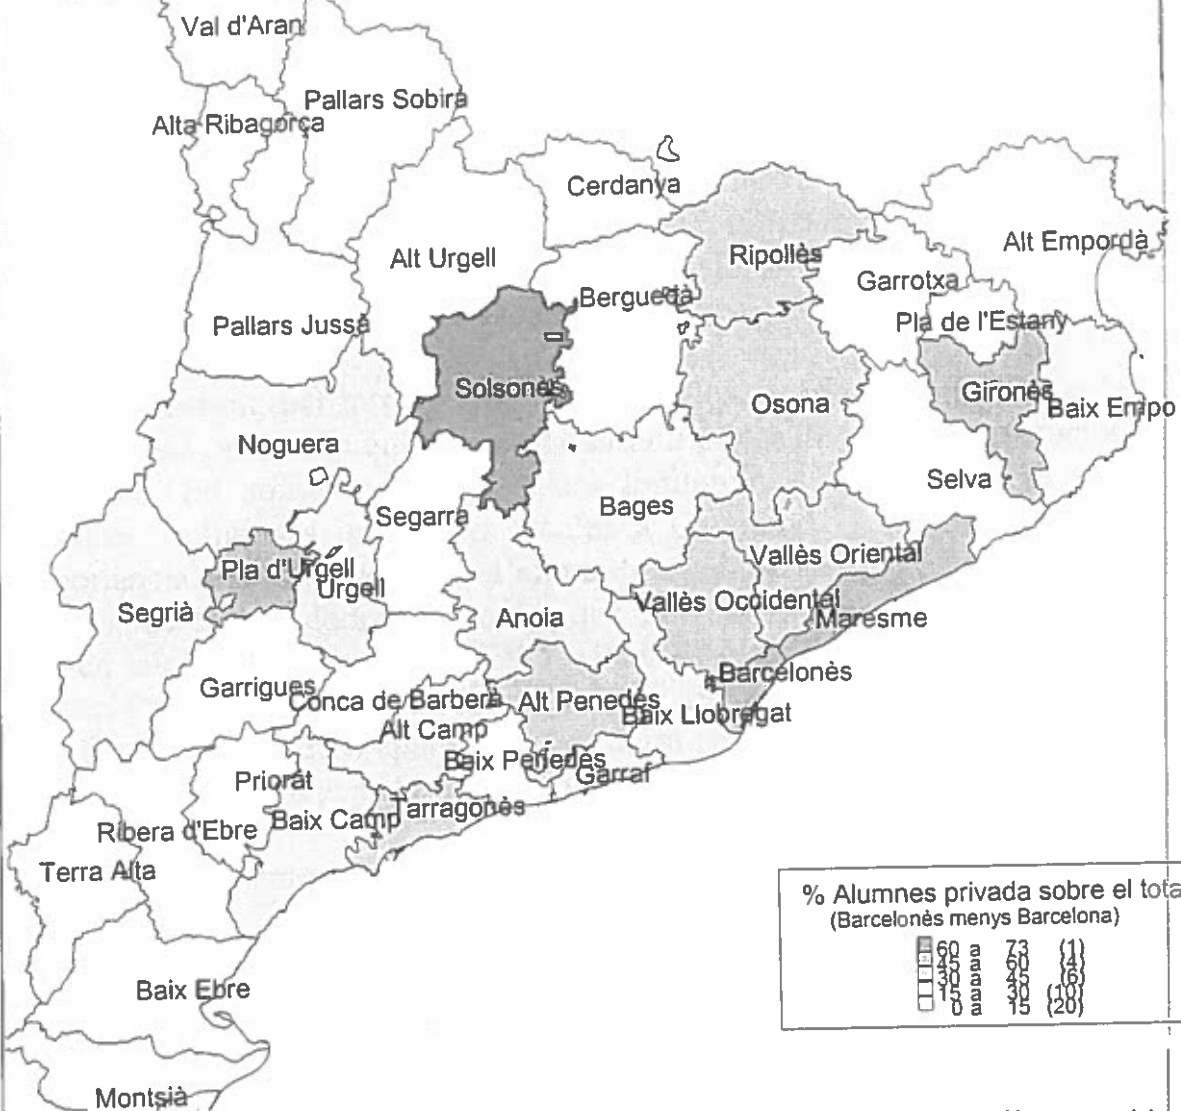 Val d'Aran
Pallars Sobirà
Alta Ribagorça
Cerdanya
Alt Empordà
Alt Urgell
Ripollès
Garrotxa
Berguedà
Pallars Jussà
Pla de l'Estany
Solsonès
Gironès
Osona
Baix Empo
Noguera
Selva
Bages
Segarra
Vallès Oriental
Pla d'Urgell
Urgell
Vallès Occidental
Segrià
Anoia
Maresme
Barcelonès
Garrigues
Conca de Barberà
Alt Penedès
Baix Llobregat
Alt Camp
Baix Penedès
Garraf
Priorat
Tarragonès
Baix Camp
Ribera d'Ebre
Terra Alta
Baix Ebre
Montsià
% Alumnes privada sobre el tota
(Barcelonès menys Barcelona)
60 a 73 (1)
45 a 60 (4)
30 a 45 (6)
15 a 30 (10)
0 a 15 (20)